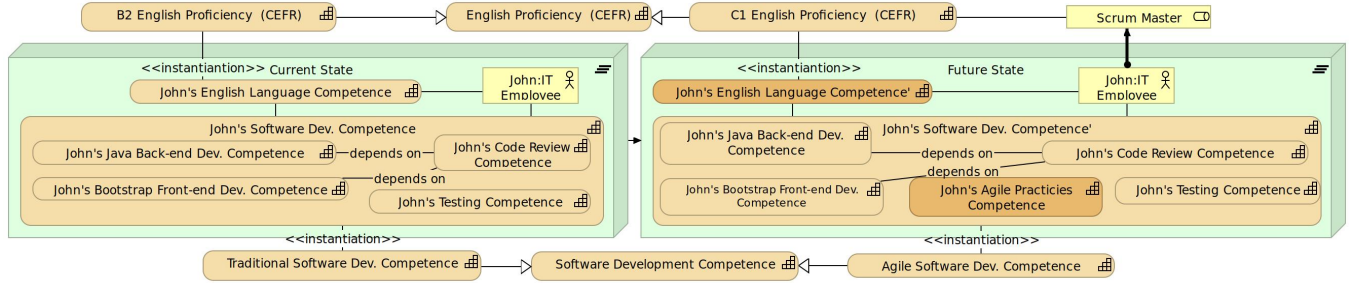 B2 English Proficiency (CEFR)
English Proficiency (CEFR)
C1 English Proficiency (CEFR)
Scrum Master
<<instantiation>>
Current State
John's English Language Competence
John:IT
Employee
John's Software Dev. Competence
John's Java Back-end Dev. Competence
depends on
John's Code Review
Competence
depends on
John's Bootstrap Front-end Dev. Competence
John's Testing Competence
<<instantiation>>
<<instantiation>>
Future State
John's English Language Competence'
John:IT
Employee
John's Software Dev. Competence'
John's Java Back-end Dev.
Competence
depends on
John's Code Review Competence
depends on
John's Bootstrap Front-end Dev.
Competence
John's Agile Practicies
Competence
John's Testing Competence
<<instantiation>>
Traditional Software Dev. Competence
Software Development Competence
Agile Software Dev. Competence